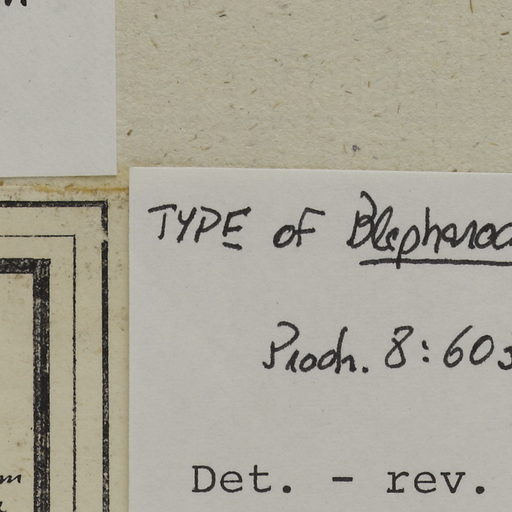 TYPE of Blepharod
Prodr. 8:60
Det. - rev.